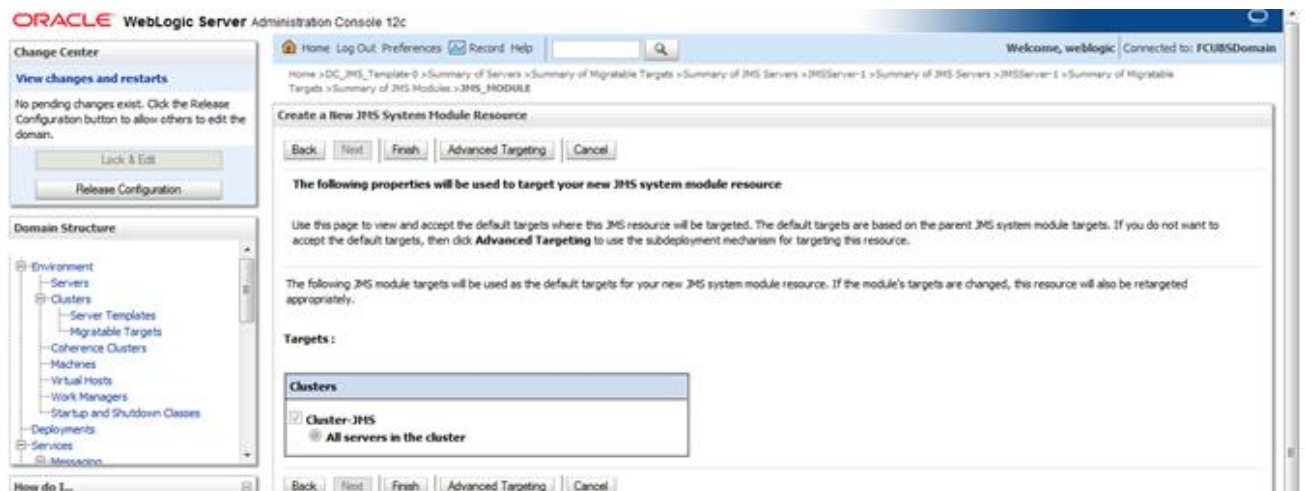 ORACLE WebLogic Server Administration Console 12c
Change Center
View changes and restarts
No pending changes exist. Click the Release
Configuration button to allow others to edit the
domain.
Lock & Edit
Release Configuration
Domain Structure
Environment
Servers
Clusters
Server Templates
Migratable Targets
Coherence Clusters
Machines
Virtual Hosts
Work Managers
Startup and Shutdown Classes
Deployments
Services
Messaging
How do I...
Home Log Out Preferences Record Help
Welcome, weblogic Connected to: FCUBSDomain
Home >DC_JMS_Template-0 >Summary of Servers >Summary of Migratable Targets >Summary of JMS Servers >JMSServer-1 >Summary of JMS Servers >JMSServer-1 >Summary of Migratable
Targets >Summary of JMS Modules >JMS_MODULE
Create a New JMS System Module Resource
Back Next Finish Advanced Targeting Cancel
The following properties will be used to target your new JMS system module resource
Use this page to view and accept the default targets where this JMS resource will be targeted. The default targets are based on the parent JMS system module targets. If you do not want to
accept the default targets, then click Advanced Targeting to use the subdeployment mechanism for targeting this resource.
The following JMS module targets will be used as the default targets for your new JMS system module resource. If the module's targets are changed, this resource will also be retargeted
appropriately.
Targets :
Clusters
Cluster-JMS
All servers in the cluster
Back Next Finish Advanced Targeting Cancel